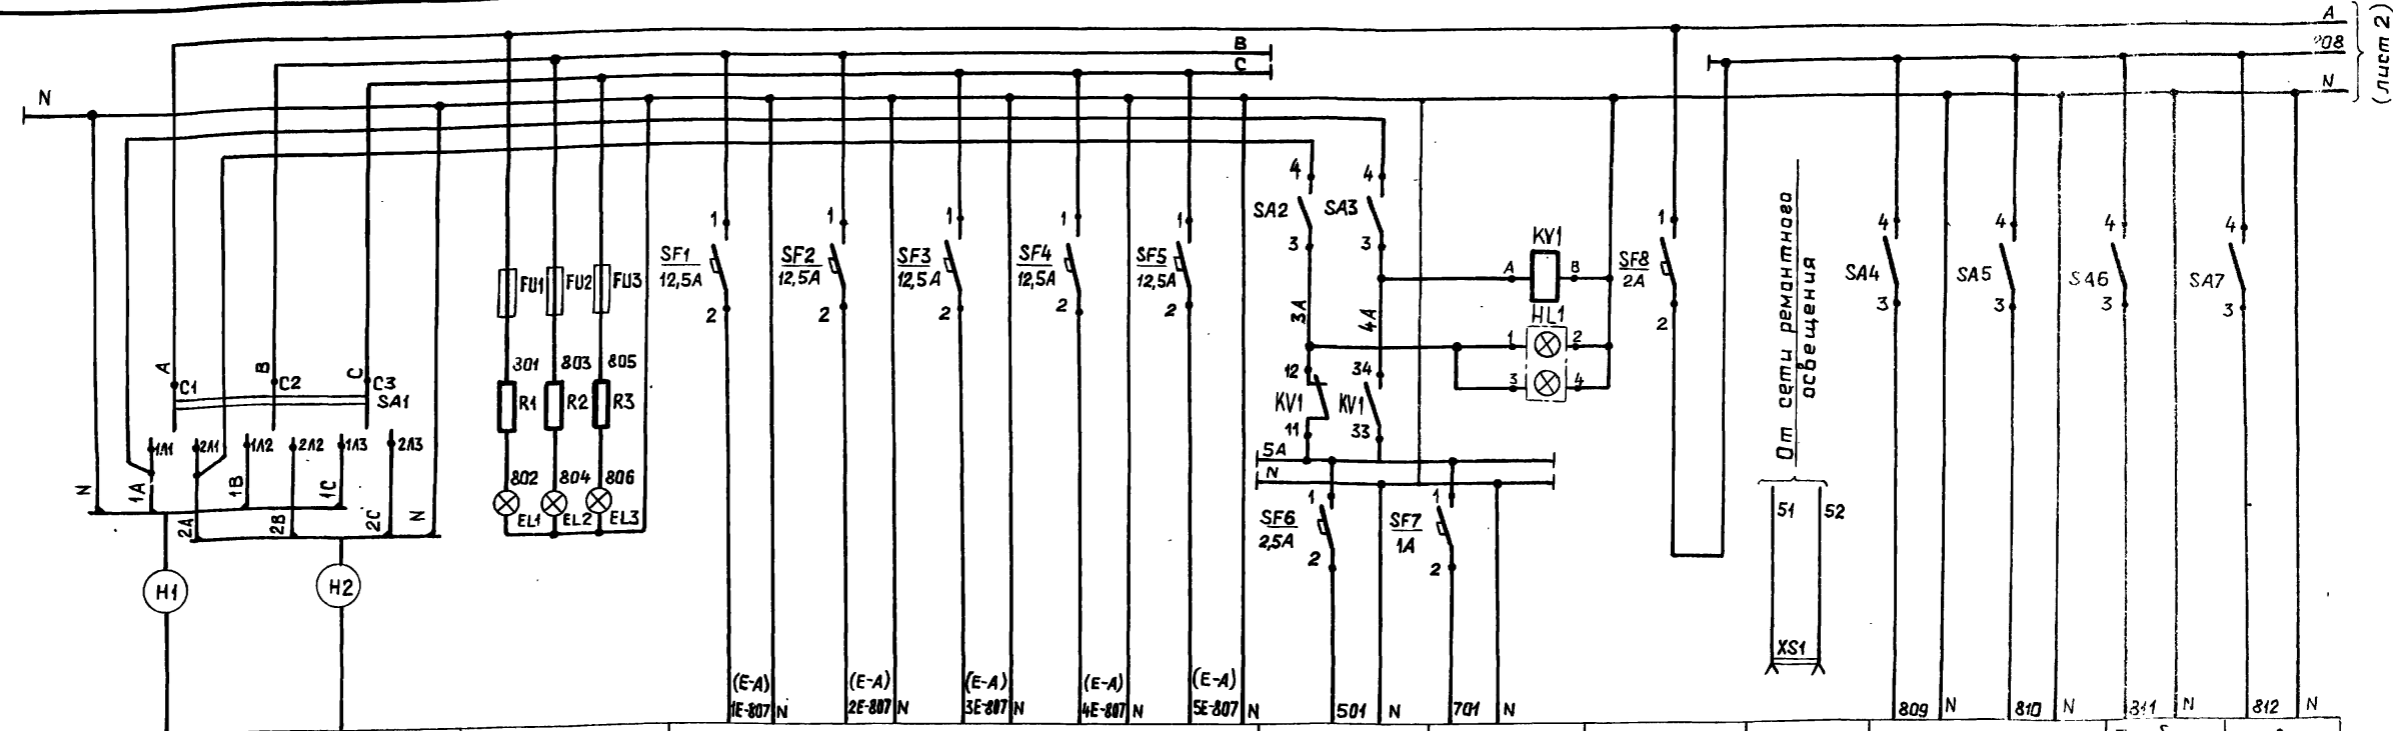 A
B
808
C
N
N
(лист 2)
4
4
SA2
SA3
3
3
1
1
1
1
1
SF1
12,5A
SF2
12,5A
SF3
12,5A
SF4
12,5A
SF5
12,5A
2
2
2
2
2
KV1
A
B
HL1
1
2
3
4
3A
4A
1
SF8
2A
2
От сети ремантного
освещения
4
4
4
4
SA4
SA5
SA6
SA7
3
3
3
3
FU1
FU2
FU3
801
803
805
R1
R2
R3
802
804
806
EL1
EL2
EL3
A
B
C
C1
C2
C3
SA1
1Л1
2Л1
1Л2
2Л2
1Л3
2Л3
N
1A
2A
1B
2B
1C
2C
N
12
34
KV1
KV1
11
33
5A
N
1
1
SF6
2,5A
SF7
1A
2
2
51
52
XS1
H1
H2
(E-A)
(E-A)
(E-A)
(E-A)
(E-A)
1E-807 N
2E-807 N
3E-807 N
4E-807 N
5E-807 N
501 N
701 N
809 N
810 N
811 N
812 N